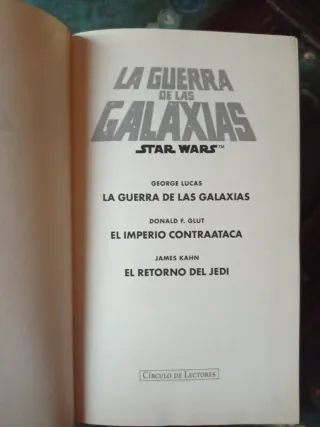 LA GUERRA
DE LAS
GALAXIAS
STAR WARS™
GEORGE LUCAS
LA GUERRA DE LAS GALAXIAS
DONALD F. GLUT
EL IMPERIO CONTRAATACA
JAMES KAHN
EL RETORNO DEL JEDI
CÍRCULO DE LECTORES